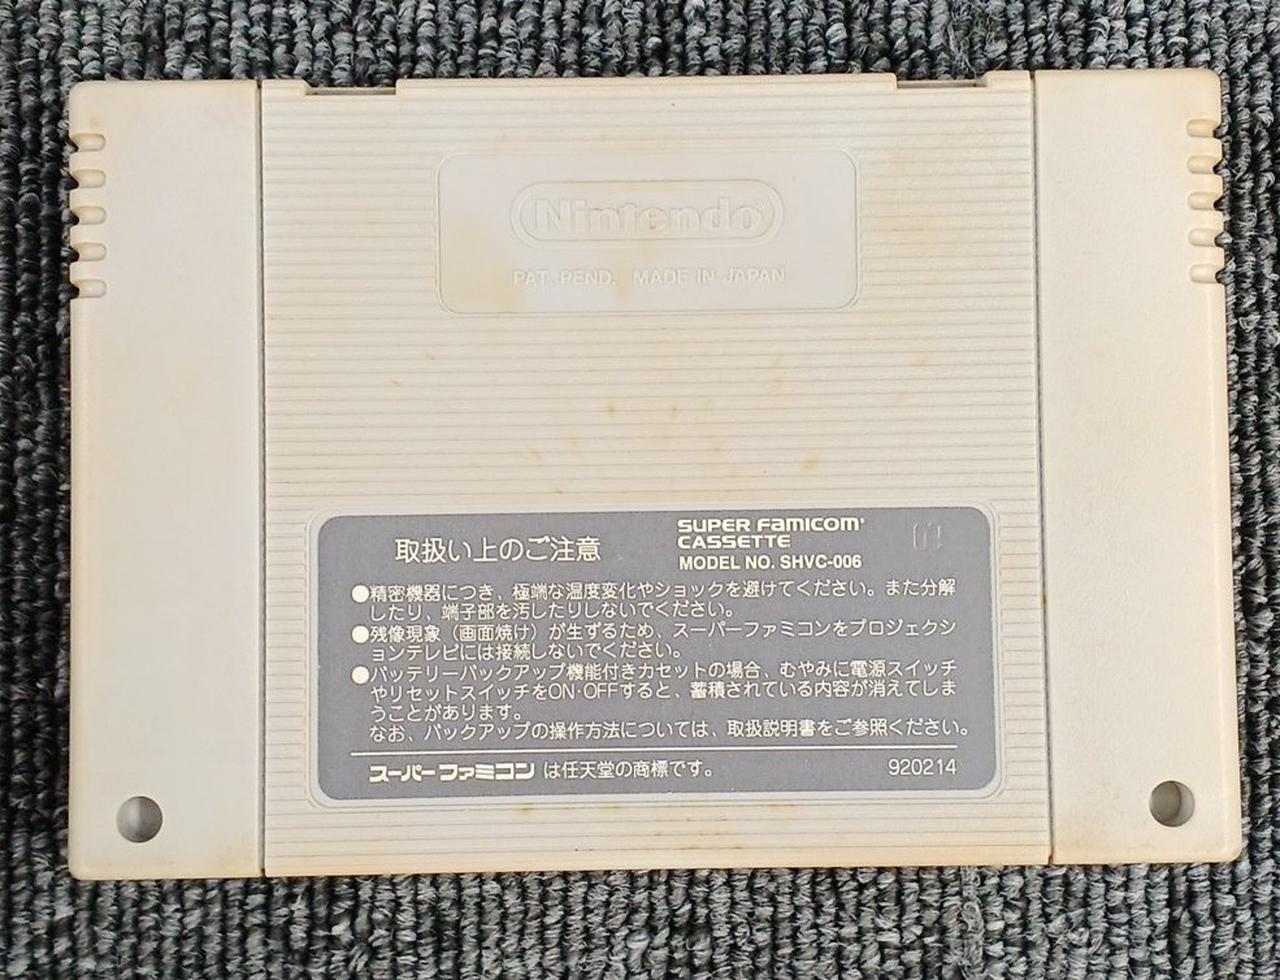 Nintendo
PAT. PEND. MADE IN JAPAN
取扱い上のご注意
SUPER FAMICOM
CASSETTE
MODEL NO. SHVC-006
●精密機器につき、極端な温度変化やショックを避けてください。また分解
したり、端子部を汚したりしないでください。
●残像現象（画面焼け）が生ずるため、スーパーファミコンをプロジェクシ
ョンテレビには接続しないでください。
●バッテリーバックアップ機能付きカセットの場合、むやみに電源スイッチ
やリセットスイッチをON·OFFすると、蓄積されている内容が消えてしま
うことがあります。
なお、バックアップの操作方法については、取扱説明書をご参照ください。
スーパーファミコン は任天堂の商標です。
920214